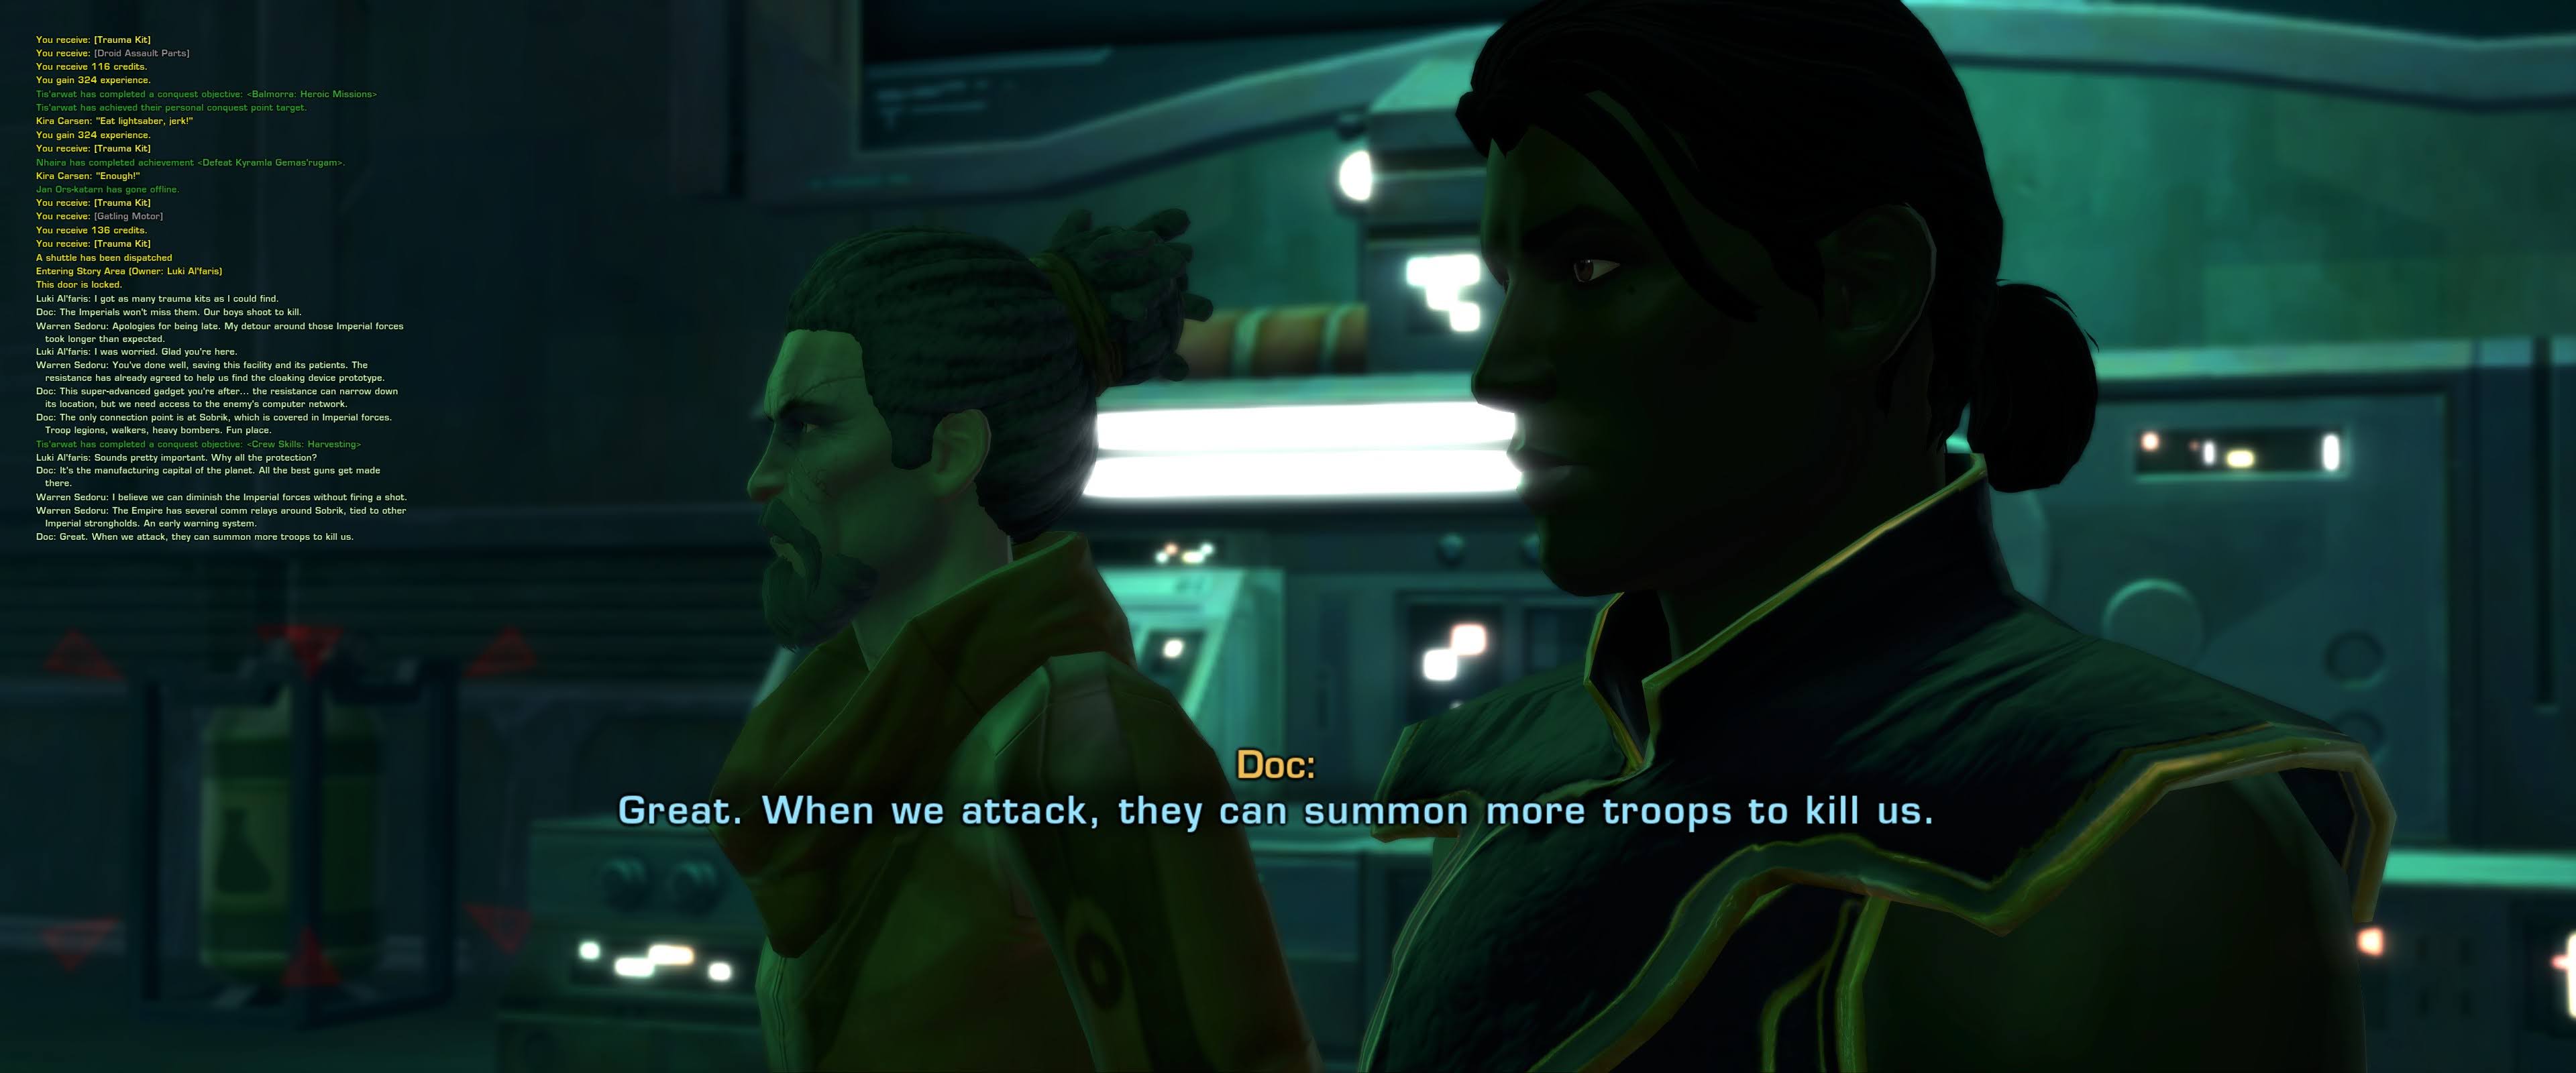 You receive: [Trauma Kit]
You receive: [Droid Assault Parts]
You receive 116 credits.
You gain 324 experience.
Tis'arwat has completed a conquest objective: <Balmorra: Heroic Missions>
Tis'arwat has achieved their personal conquest point target.
Kira Carsen: "Eat lightsaber, jerk!"
You gain 324 experience.
You receive: [Trauma Kit]
Nhaira has completed achievement <Defeat Kyramla Gemas'rugam>.
Kira Carsen: "Enough!"
Jan Ors-katarn has gone offline.
You receive: [Trauma Kit]
You receive: [Gatling Motor]
You receive 136 credits.
You receive: [Trauma Kit]
A shuttle has been dispatched
Entering Story Area (Owner: Luki Al'faris)
This door is locked.
Luki Al'faris: I got as many trauma kits as I could find.
Doc: The Imperials won't miss them. Our boys shoot to kill.
Warren Sedoru: Apologies for being late. My detour around those Imperial forces
took longer than expected.
Luki Al'faris: I was worried. Glad you're here.
Warren Sedoru: You've done well, saving this facility and its patients. The
resistance has already agreed to help us find the cloaking device prototype.
Doc: This super-advanced gadget you're after... the resistance can narrow down
its location, but we need access to the enemy's computer network.
Doc: The only connection point is at Sobrik, which is covered in Imperial forces.
Troop legions, walkers, heavy bombers. Fun place.
Tis'arwat has completed a conquest objective: <Crew Skills: Harvesting>
Luki Al'faris: Sounds pretty important. Why all the protection?
Doc: It's the manufacturing capital of the planet. All the best guns get made
there.
Warren Sedoru: I believe we can diminish the Imperial forces without firing a shot.
Warren Sedoru: The Empire has several comm relays around Sobrik, tied to other
Imperial strongholds. An early warning system.
Doc: Great. When we attack, they can summon more troops to kill us.
Doc:
Great. When we attack, they can summon more troops to kill us.